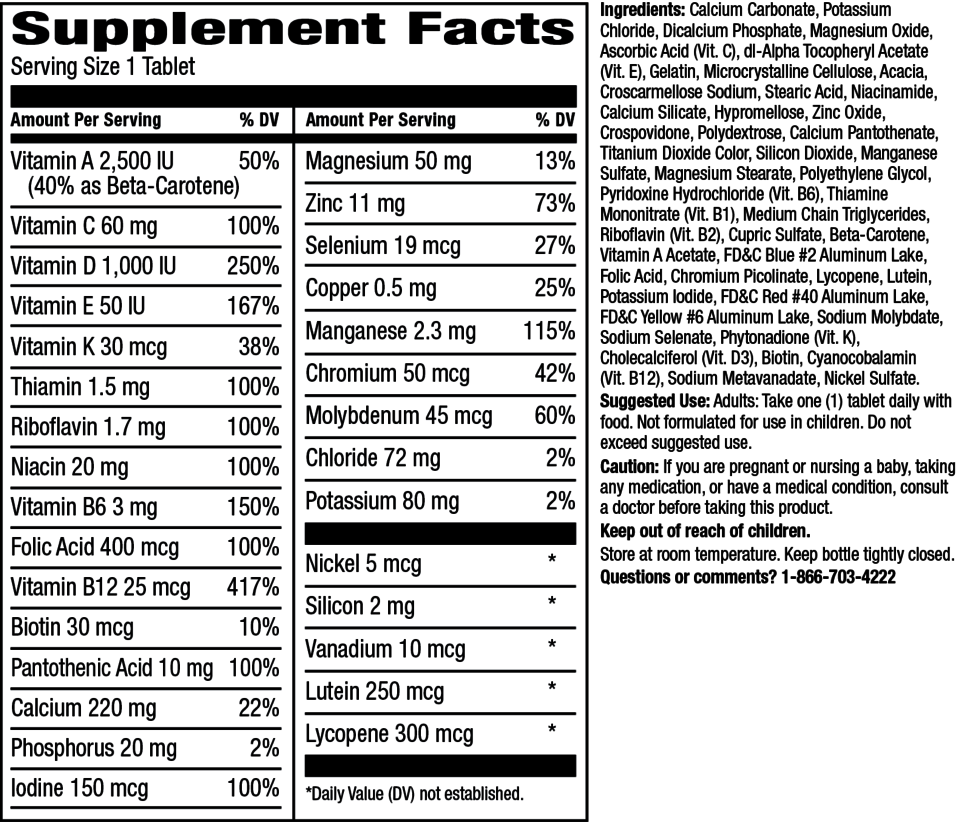 Supplement Facts
Serving Size 1 Tablet
Amount Per Serving % DV
Vitamin A 2,500 IU 50%
(40% as Beta-Carotene)
Vitamin C 60 mg 100%
Vitamin D 1,000 IU 250%
Vitamin E 50 IU 167%
Vitamin K 30 mcg 38%
Thiamin 1.5 mg 100%
Riboflavin 1.7 mg 100%
Niacin 20 mg 100%
Vitamin B6 3 mg 150%
Folic Acid 400 mcg 100%
Vitamin B12 25 mcg 417%
Biotin 30 mcg 10%
Pantothenic Acid 10 mg 100%
Calcium 220 mg 22%
Phosphorus 20 mg 2%
Iodine 150 mcg 100%
Amount Per Serving % DV
Magnesium 50 mg 13%
Zinc 11 mg 73%
Selenium 19 mcg 27%
Copper 0.5 mg 25%
Manganese 2.3 mg 115%
Chromium 50 mcg 42%
Molybdenum 45 mcg 60%
Chloride 72 mg 2%
Potassium 80 mg 2%
Nickel 5 mcg *
Silicon 2 mg *
Vanadium 10 mcg *
Lutein 250 mcg *
Lycopene 300 mcg *
*Daily Value (DV) not established.
Ingredients: Calcium Carbonate, Potassium
Chloride, Dicalcium Phosphate, Magnesium Oxide,
Ascorbic Acid (Vit. C), dl-Alpha Tocopheryl Acetate
(Vit. E), Gelatin, Microcrystalline Cellulose, Acacia,
Croscarmellose Sodium, Stearic Acid, Niacinamide,
Calcium Silicate, Hypromellose, Zinc Oxide,
Crospovidone, Polydextrose, Calcium Pantothenate,
Titanium Dioxide Color, Silicon Dioxide, Manganese
Sulfate, Magnesium Stearate, Polyethylene Glycol,
Pyridoxine Hydrochloride (Vit. B6), Thiamine
Mononitrate (Vit. B1), Medium Chain Triglycerides,
Riboflavin (Vit. B2), Cupric Sulfate, Beta-Carotene,
Vitamin A Acetate, FD&C Blue #2 Aluminum Lake,
Folic Acid, Chromium Picolinate, Lycopene, Lutein,
Potassium Iodide, FD&C Red #40 Aluminum Lake,
FD&C Yellow #6 Aluminum Lake, Sodium Molybdate,
Sodium Selenate, Phytonadione (Vit. K),
Cholecalciferol (Vit. D3), Biotin, Cyanocobalamin
(Vit. B12), Sodium Metavanadate, Nickel Sulfate.
Suggested Use: Adults: Take one (1) tablet daily with
food. Not formulated for use in children. Do not
exceed suggested use.
Caution: If you are pregnant or nursing a baby, taking
any medication, or have a medical condition, consult
a doctor before taking this product.
Keep out of reach of children.
Store at room temperature. Keep bottle tightly closed.
Questions or comments? 1-866-703-4222